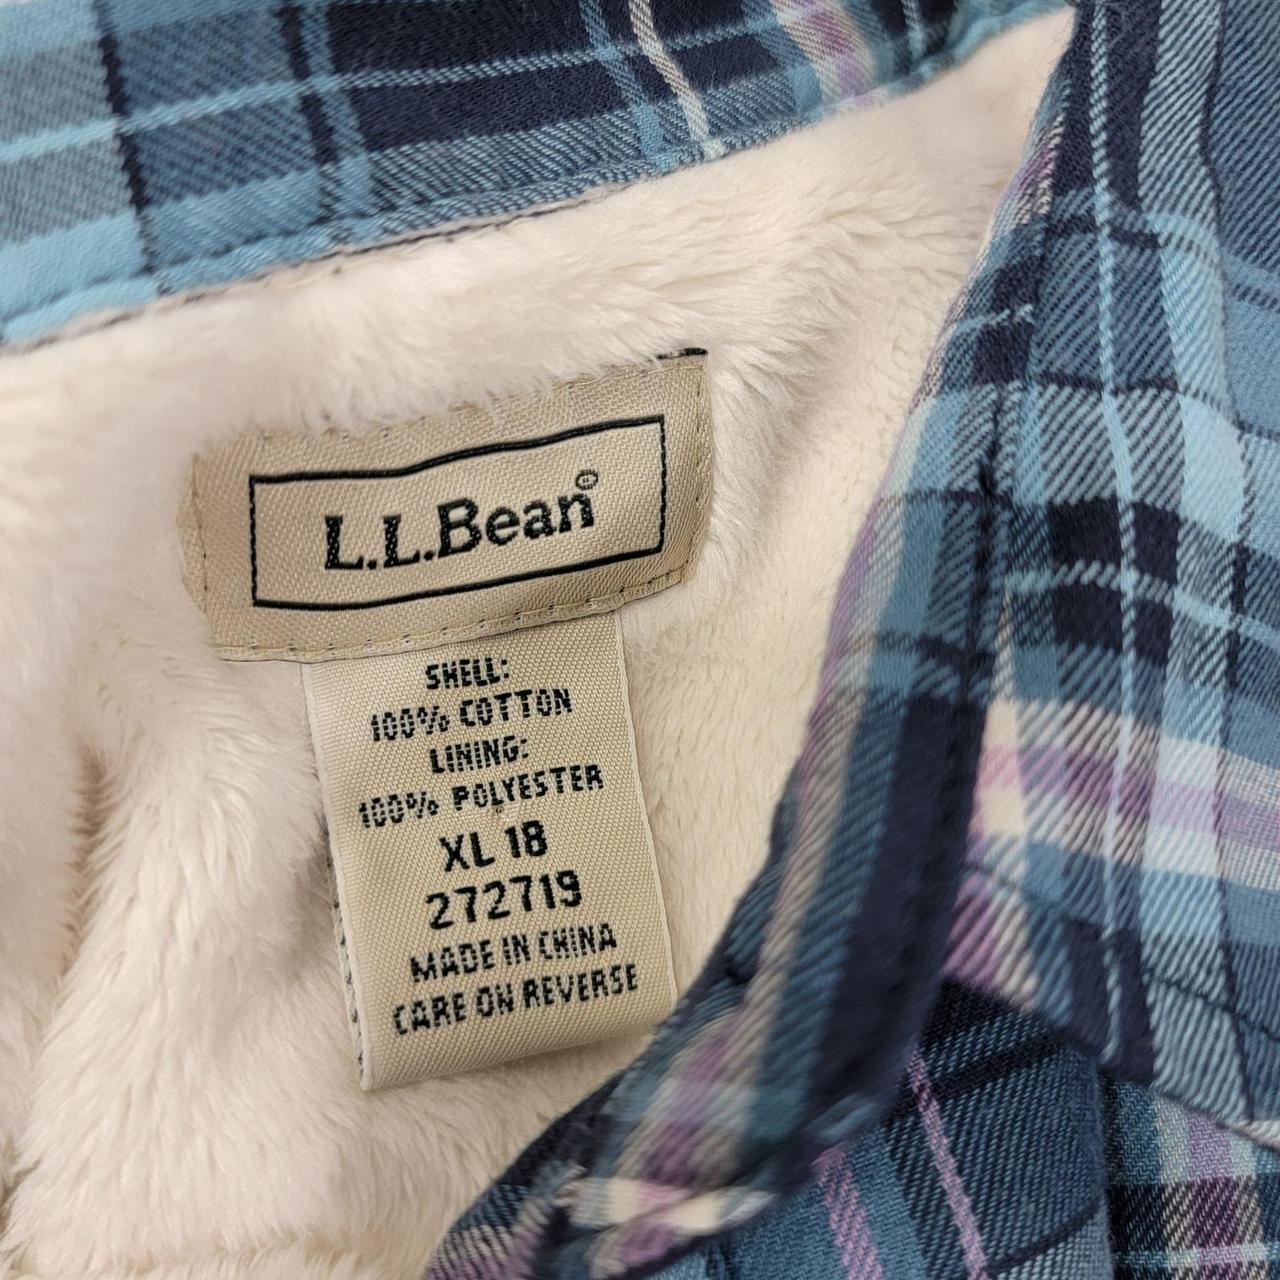 L.L.Bean®
SHELL:
100% COTTON
LINING:
100% POLYESTER
XL 18
272719
MADE IN CHINA
CARE ON REVERSE